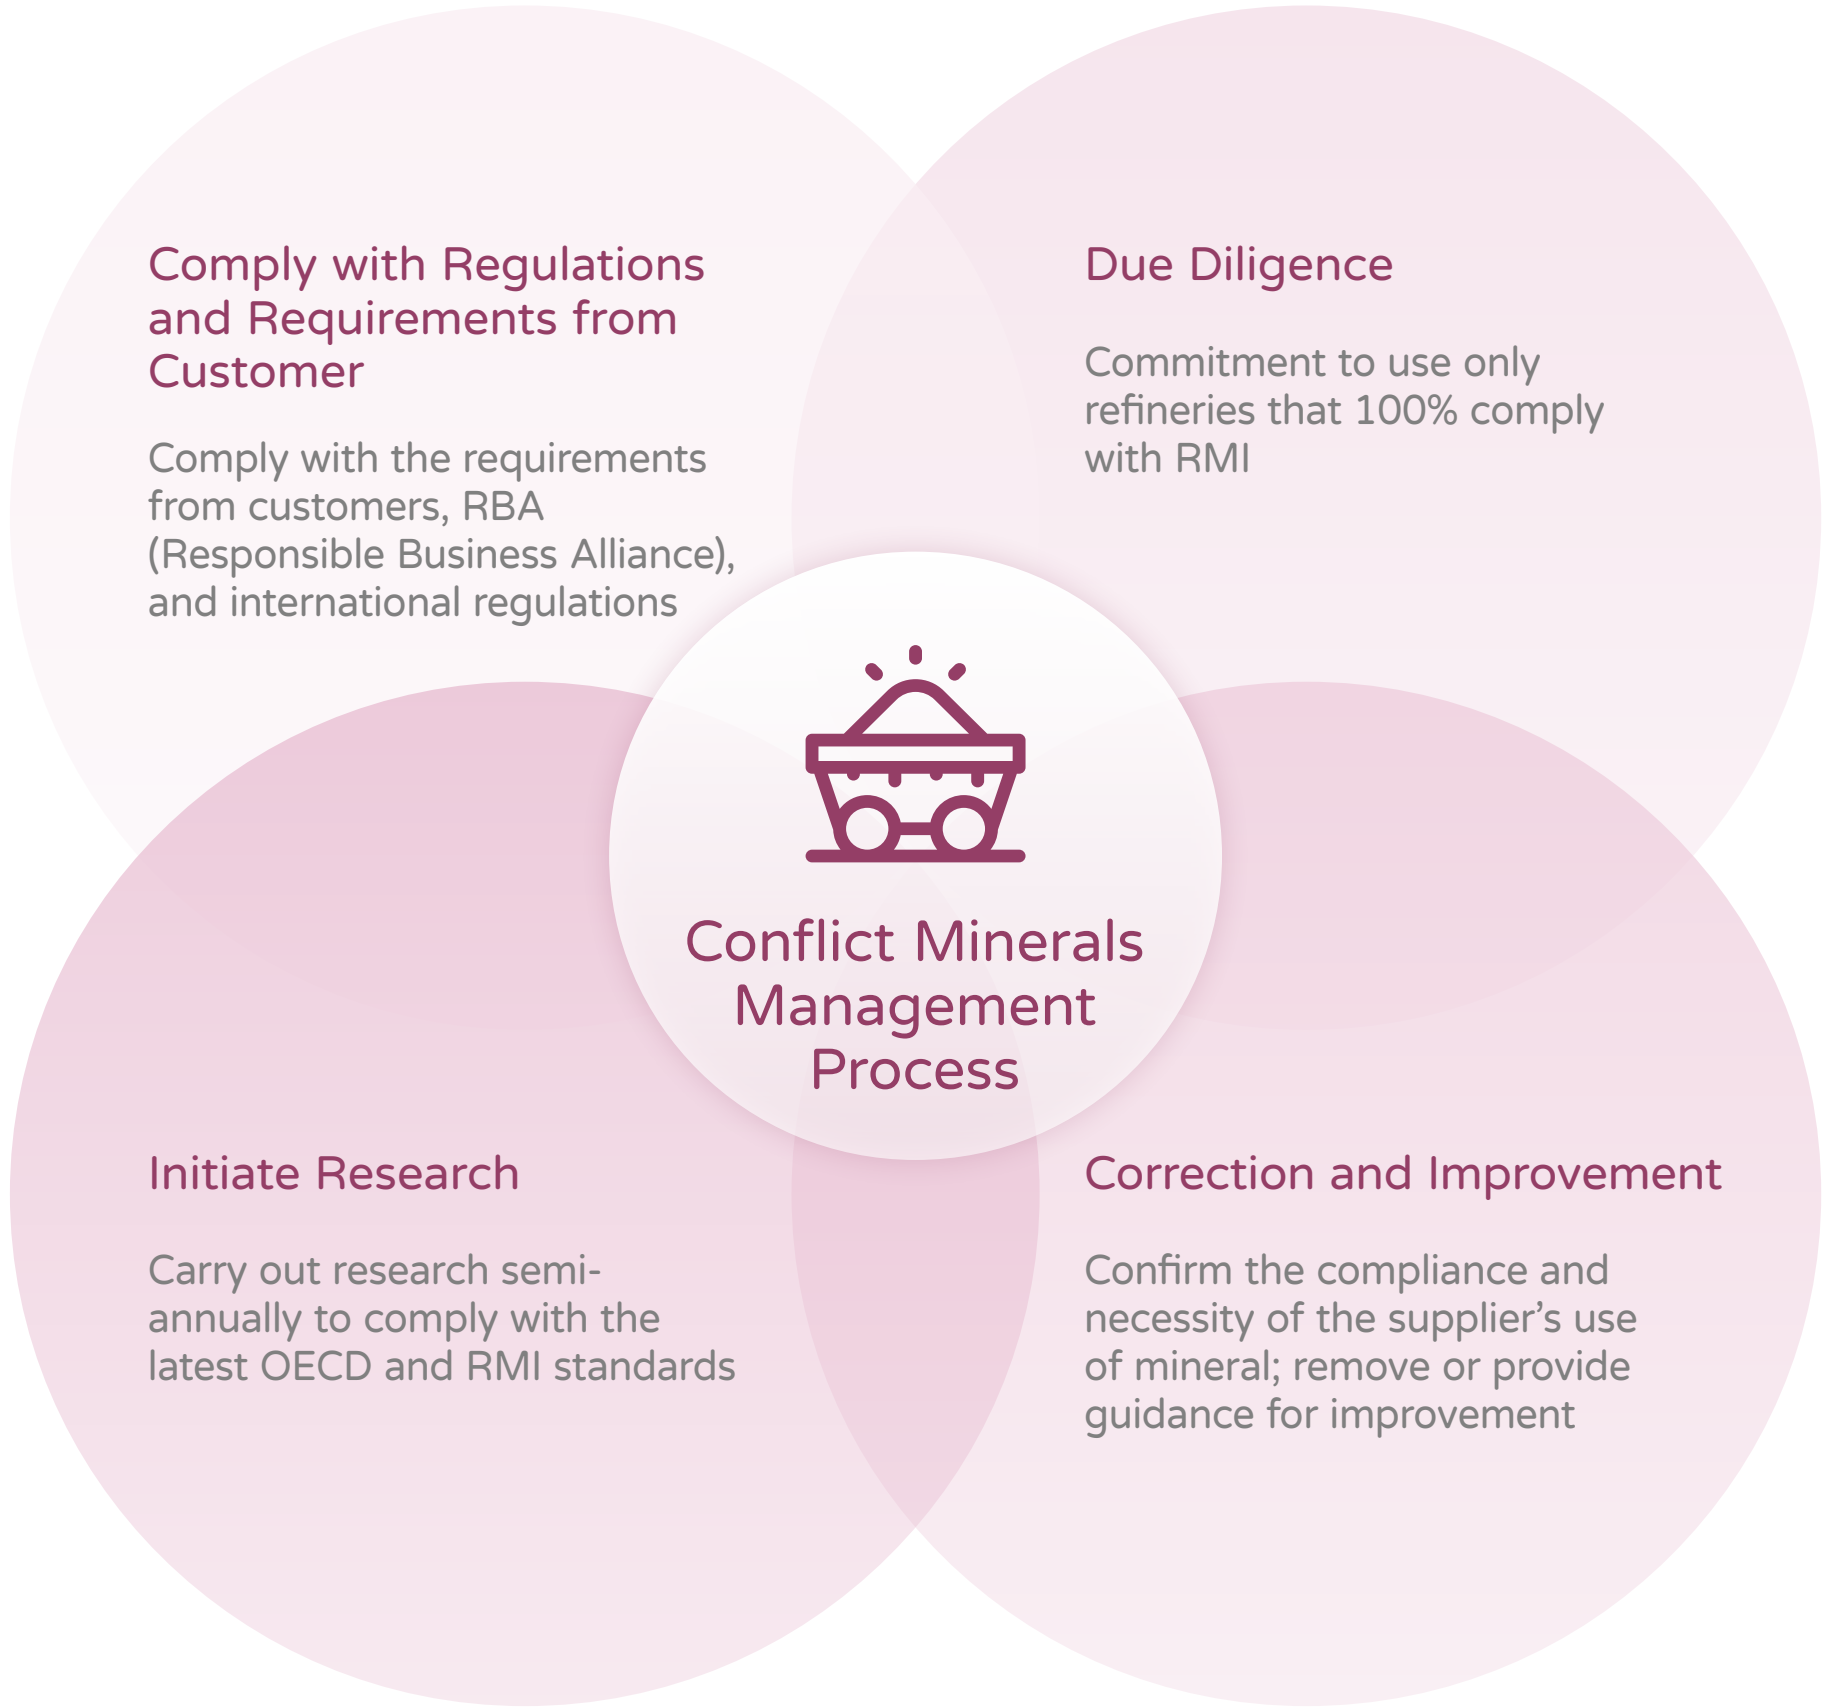 Comply with Regulations
and Requirements from
Customer
Comply with the requirements
from customers, RBA
(Responsible Business Alliance),
and international regulations
Due Diligence
Commitment to use only
refineries that 100% comply
with RMI
Conflict Minerals
Management
Process
Initiate Research
Carry out research semi-
annually to comply with the
latest OECD and RMI standards
Correction and Improvement
Confirm the compliance and
necessity of the supplier’s use
of mineral; remove or provide
guidance for improvement